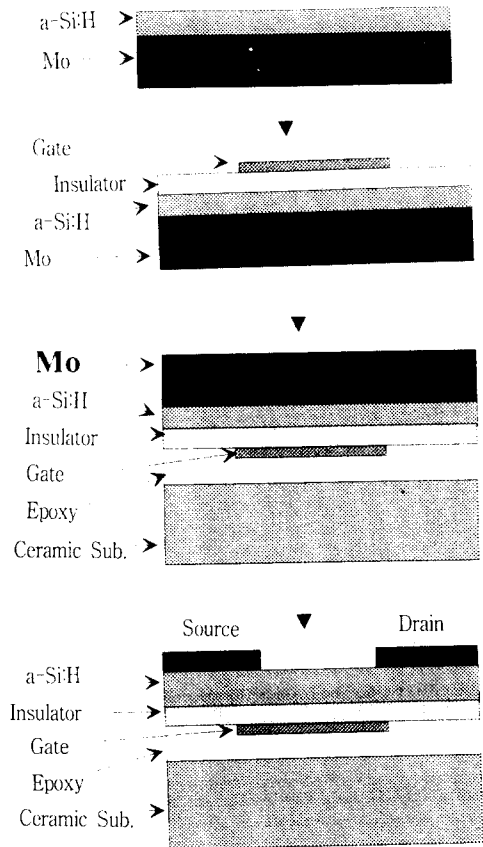 a-Si:H
Mo
Gate
Insulator
a-Si:H
Mo
Mo
a-Si:H
Insulator
Gate
Epoxy
Ceramic Sub.
Source Drain
a-Si:H
Insulator
Gate
Epoxy
Ceramic Sub.